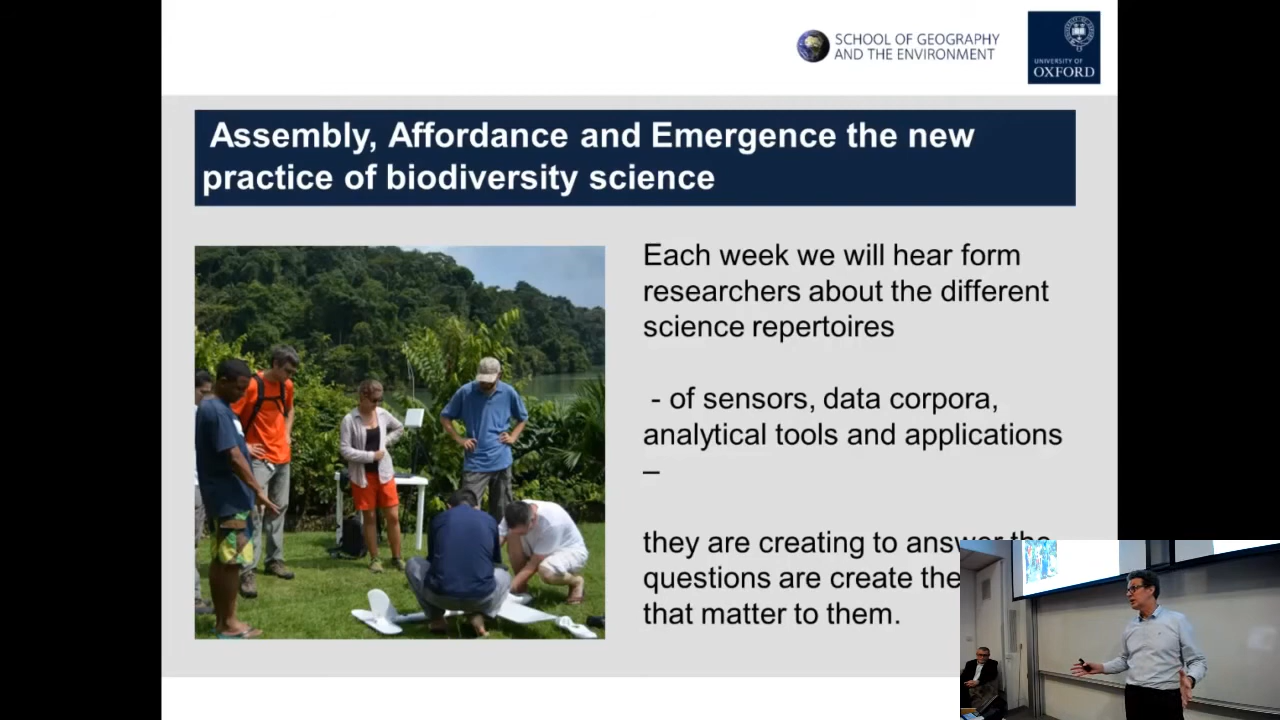 SCHOOL OF GEOGRAPHY
AND THE ENVIRONMENT
UNIVERSITY OF
OXFORD
Assembly, Affordance and Emergence the new
practice of biodiversity science
Each week we will hear form
researchers about the different
science repertoires
- of sensors, data corpora,
analytical tools and applications
–
they are creating to answer the
questions are create the
that matter to them.